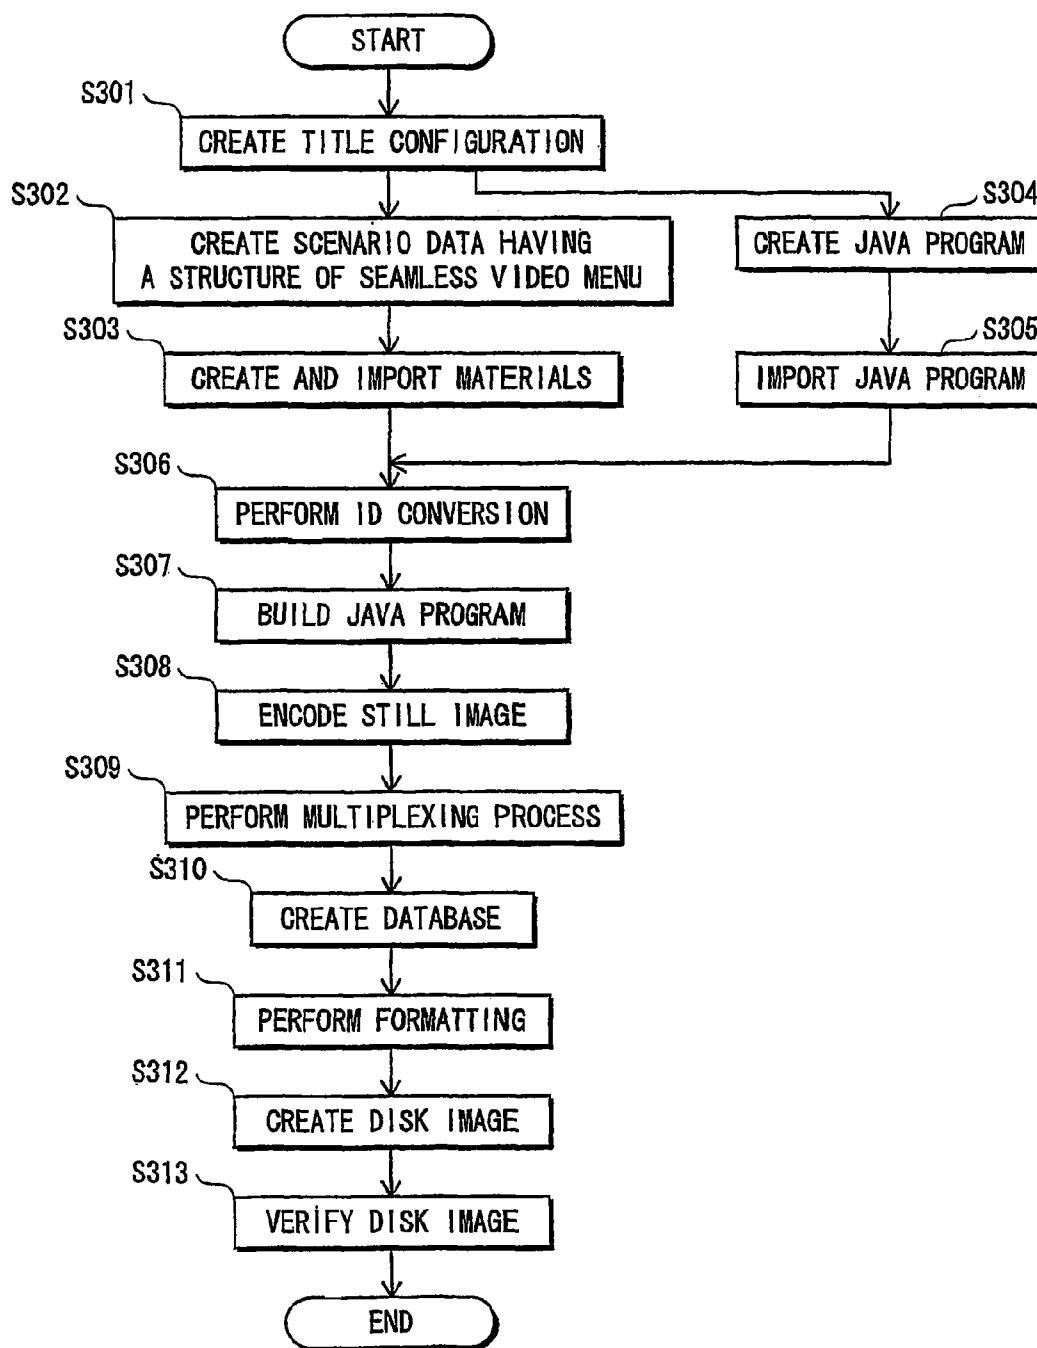 START
S301
CREATE TITLE CONFIGURATION
S302
CREATE SCENARIO DATA HAVING
A STRUCTURE OF SEAMLESS VIDEO MENU
S304
CREATE JAVA PROGRAM
S303
CREATE AND IMPORT MATERIALS
S305
IMPORT JAVA PROGRAM
S306
PERFORM ID CONVERSION
S307
BUILD JAVA PROGRAM
S308
ENCODE STILL IMAGE
S309
PERFORM MULTIPLEXING PROCESS
S310
CREATE DATABASE
S311
PERFORM FORMATTING
S312
CREATE DISK IMAGE
S313
VERIFY DISK IMAGE
END